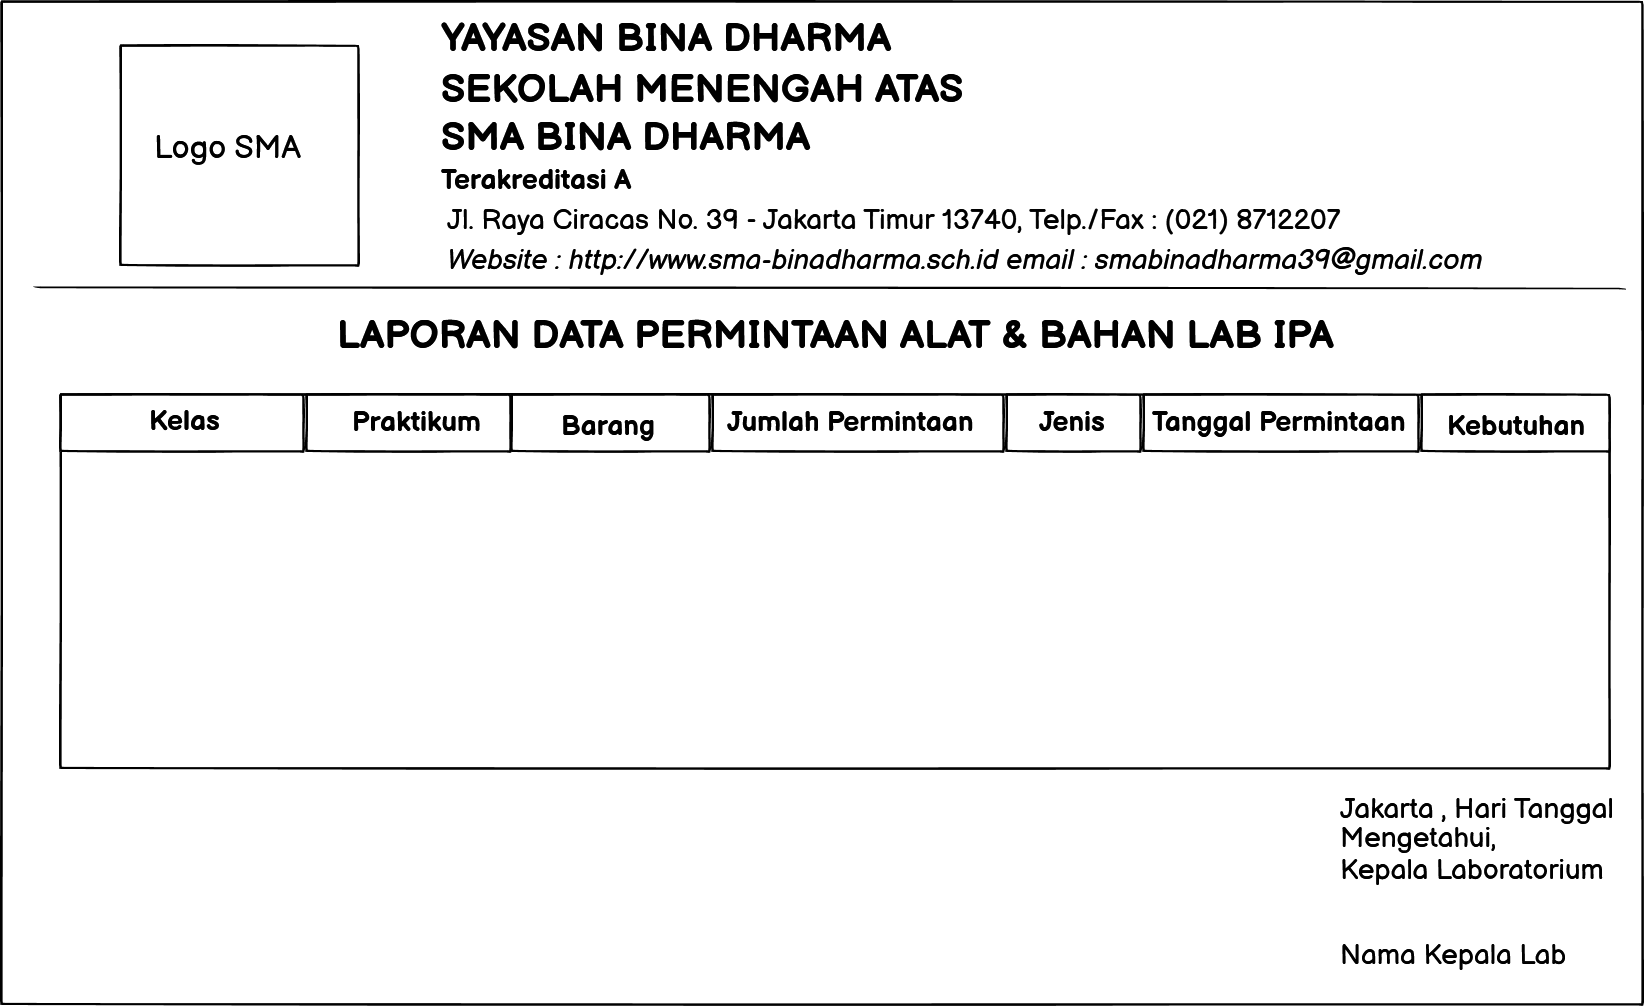 YAYASAN BINA DHARMA
SEKOLAH MENENGAH ATAS
SMA BINA DHARMA
Logo SMA
Terakreditasi A
Jl. Raya Ciracas No. 39 - Jakarta Timur 13740, Telp./Fax : (021) 8712207
Website : http://www.sma-binadharma.sch.id email : smabinadharma39@gmail.com
LAPORAN DATA PERMINTAAN ALAT & BAHAN LAB IPA
Kelas Praktikum Barang Jumlah Permintaan Jenis Tanggal Permintaan Kebutuhan
Jakarta , Hari Tanggal
Mengetahui,
Kepala Laboratorium
Nama Kepala Lab